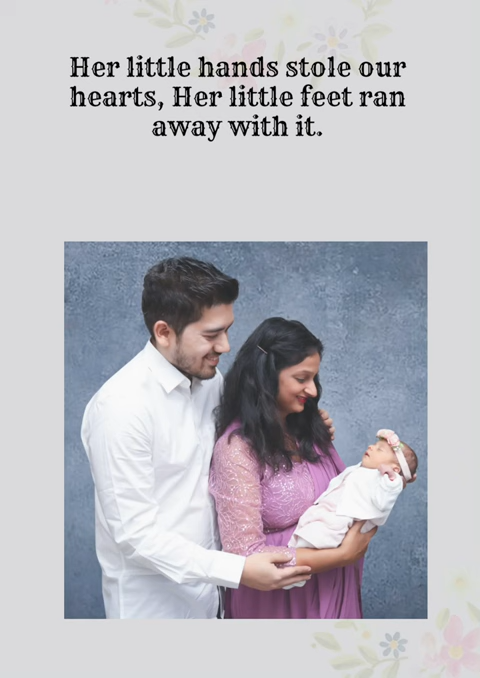 Her little hands stole our
hearts, Her little feet ran
away with it.